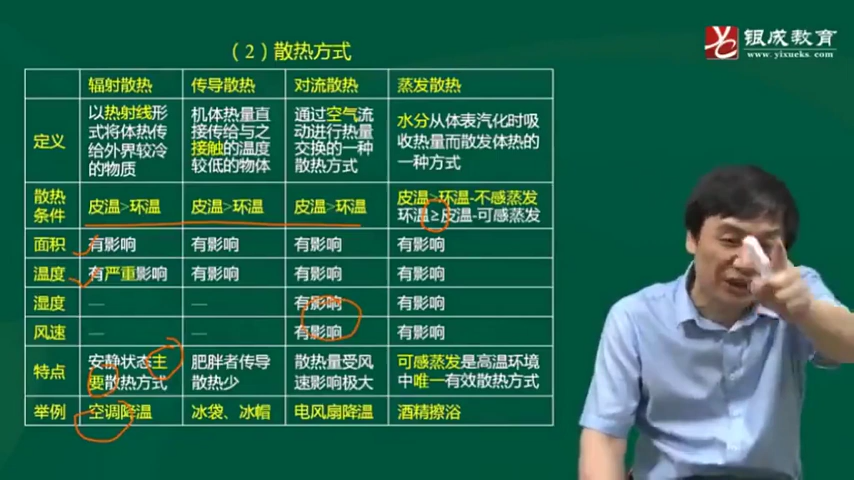 银成教育
www.yixueks.com
（2）散热方式
辐射散热 传导散热 对流散热 蒸发散热
定义
以热射线形
式将体热传
给外界较冷
的物质
机体热量直
接传给与之
接触的温度
较低的物体
通过空气流
动进行热量
交换的一种
散热方式
水分从体表汽化时吸
收热量而散发体热的
一种方式
散热
条件
皮温>环温 皮温>环温 皮温>环温
皮温>环温-不感蒸发
环温≥皮温-可感蒸发
面积 有影响 有影响 有影响 有影响
温度 有严重影响 有影响 有影响 有影响
湿度 — — 有影响 有影响
风速 — — 有影响 有影响
特点
安静状态主
要散热方式
肥胖者传导
散热少
散热量受风
速影响极大
可感蒸发是高温环境
中唯一有效散热方式
举例 空调降温 冰袋、冰帽 电风扇降温 酒精擦浴